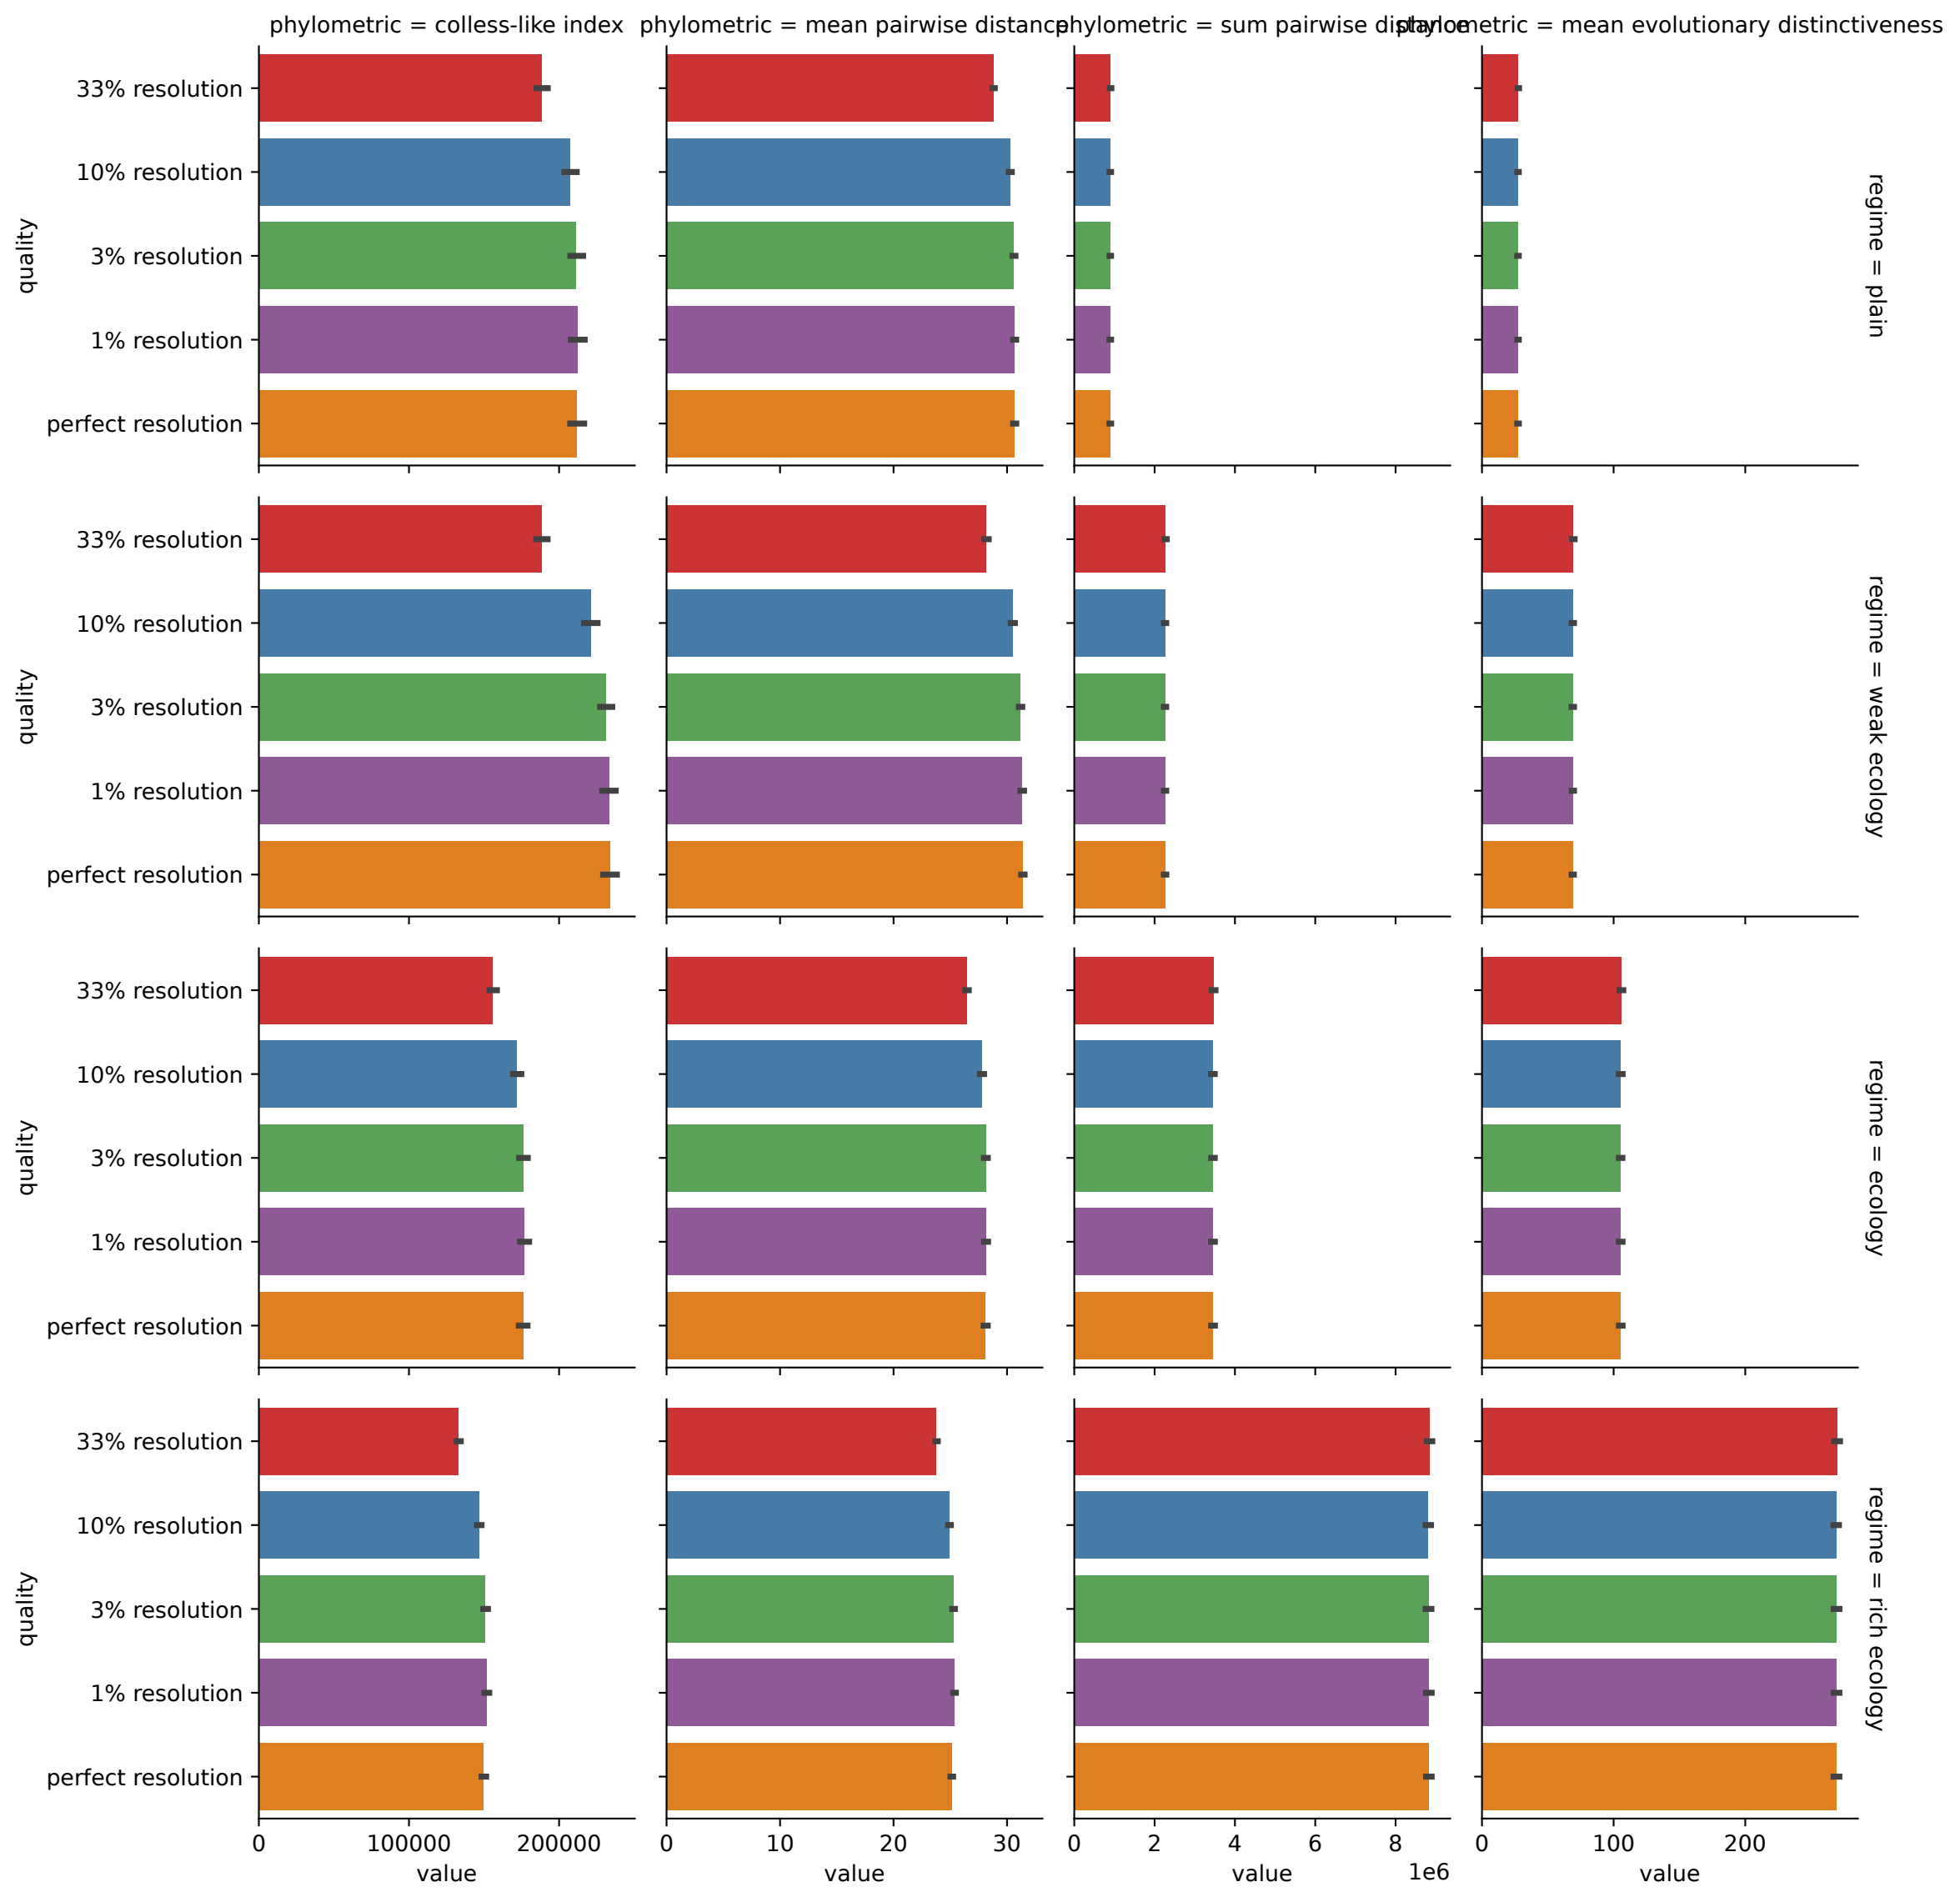 phylometric = colless-like index
phylometric = mean pairwise distance
phylometric = sum pairwise distance
phylometric = mean evolutionary distinctiveness
quality
33% resolution
10% resolution
3% resolution
1% resolution
perfect resolution
regime = plain
quality
33% resolution
10% resolution
3% resolution
1% resolution
perfect resolution
regime = weak ecology
quality
33% resolution
10% resolution
3% resolution
1% resolution
perfect resolution
regime = ecology
quality
33% resolution
10% resolution
3% resolution
1% resolution
perfect resolution
regime = rich ecology
0 100000 200000
value
0 10 20 30
value
0 2 4 6 8
1e6
value
0 100 200
value